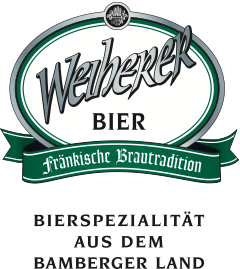 Weiherer
BIER
Fränkische Brautradition
BIERSPEZIALITÄT
AUS DEM
BAMBERGER LAND